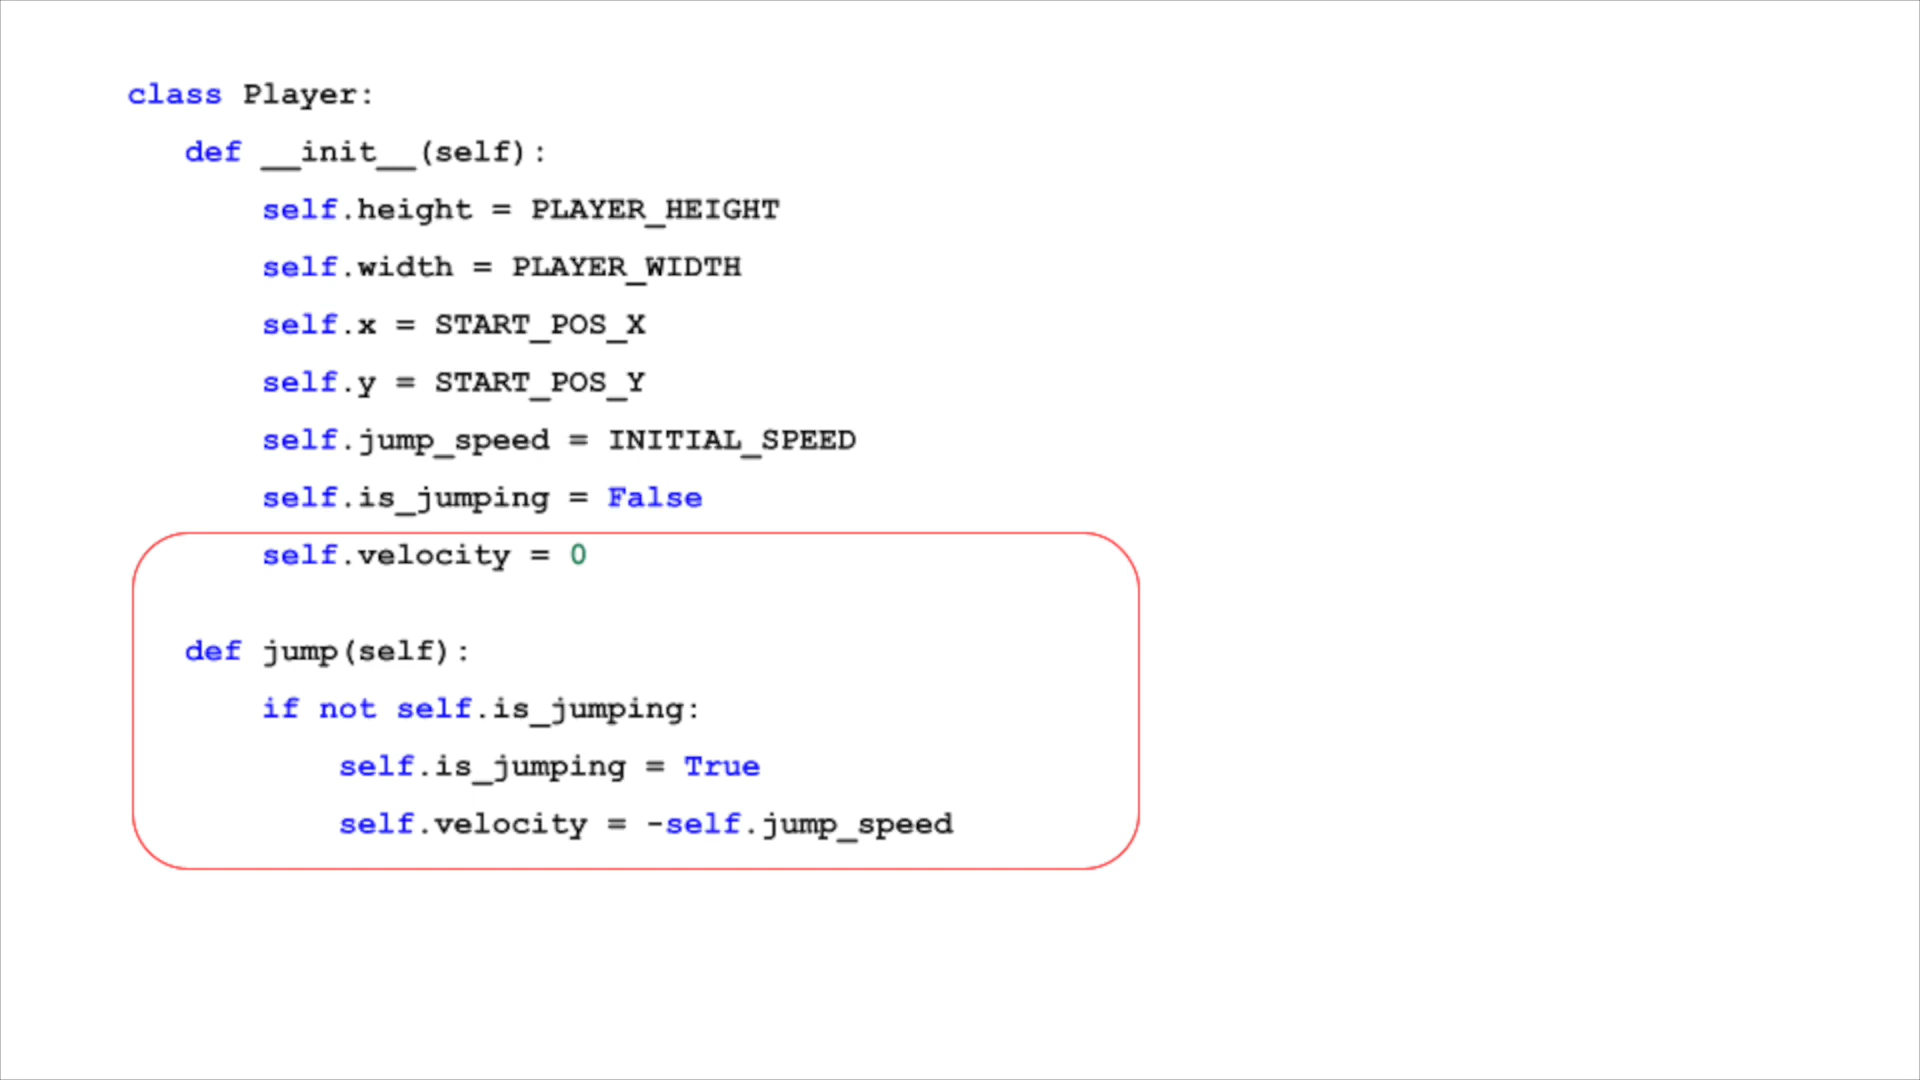 class Player:
def __init__(self):
self.height = PLAYER_HEIGHT
self.width = PLAYER_WIDTH
self.x = START_POS_X
self.y = START_POS_Y
self.jump_speed = INITIAL_SPEED
self.is_jumping = False
self.velocity = 0
def jump(self):
if not self.is_jumping:
self.is_jumping = True
self.velocity = -self.jump_speed